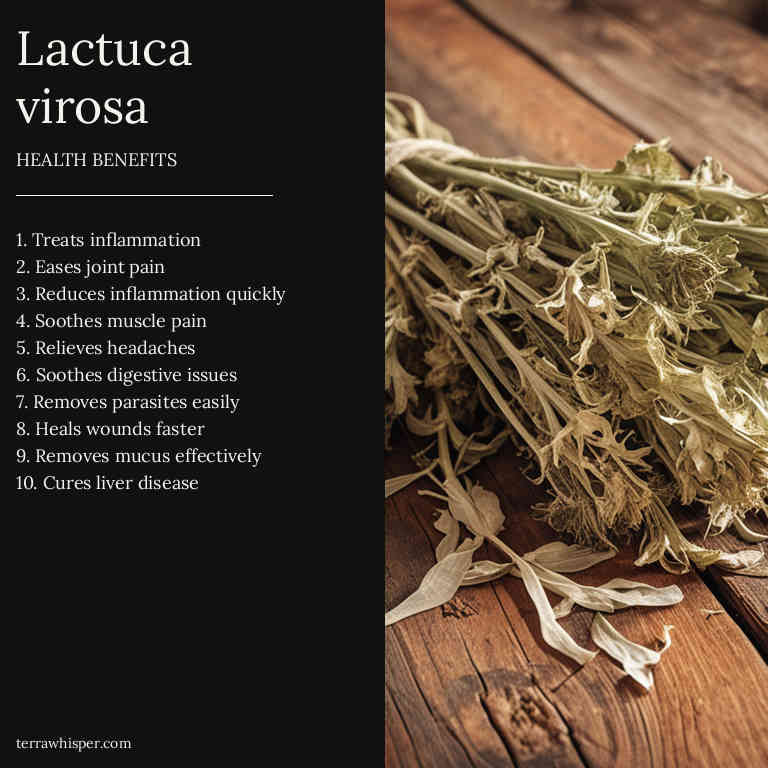 Lactuca
virosa
HEALTH BENEFITS
1. Treats inflammation
2. Eases joint pain
3. Reduces inflammation quickly
4. Soothes muscle pain
5. Relieves headaches
6. Soothes digestive issues
7. Removes parasites easily
8. Heals wounds faster
9. Removes mucus effectively
10. Cures liver disease
terrawhisper.com